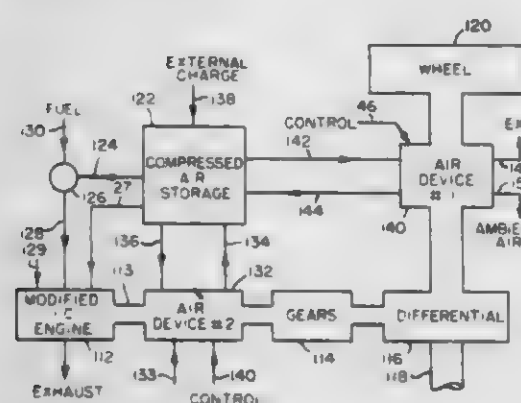 120
WHEEL
EXTERNAL
CHARGE
138
122
FUEL
130
124
126
27
COMPRESSED
AIR
STORAGE
CONTROL
46
142
144
AIR
DEVICE
140
AMBIE
AIR
128
129
136
134
132
113
MODIFIED
ENGINE
112
AIR
DEVICE #2
GEARS
114
DIFFERENTIAL
116
118
EXHAUST
133
140
CONTROL